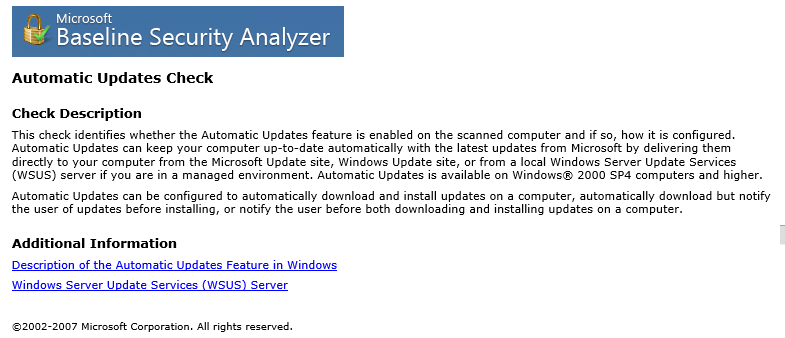 Microsoft
Baseline Security Analyzer
Automatic Updates Check
Check Description
This check identifies whether the Automatic Updates feature is enabled on the scanned computer and if so, how it is configured.
Automatic Updates can keep your computer up-to-date automatically with the latest updates from Microsoft by delivering them
directly to your computer from the Microsoft Update site, Windows Update site, or from a local Windows Server Update Services
(WSUS) server if you are in a managed environment. Automatic Updates is available on Windows® 2000 SP4 computers and higher.
Automatic Updates can be configured to automatically download and install updates on a computer, automatically download but notify
the user of updates before installing, or notify the user before both downloading and installing updates on a computer.
Additional Information
Description of the Automatic Updates Feature in Windows
Windows Server Update Services (WSUS) Server
©2002-2007 Microsoft Corporation. All rights reserved.